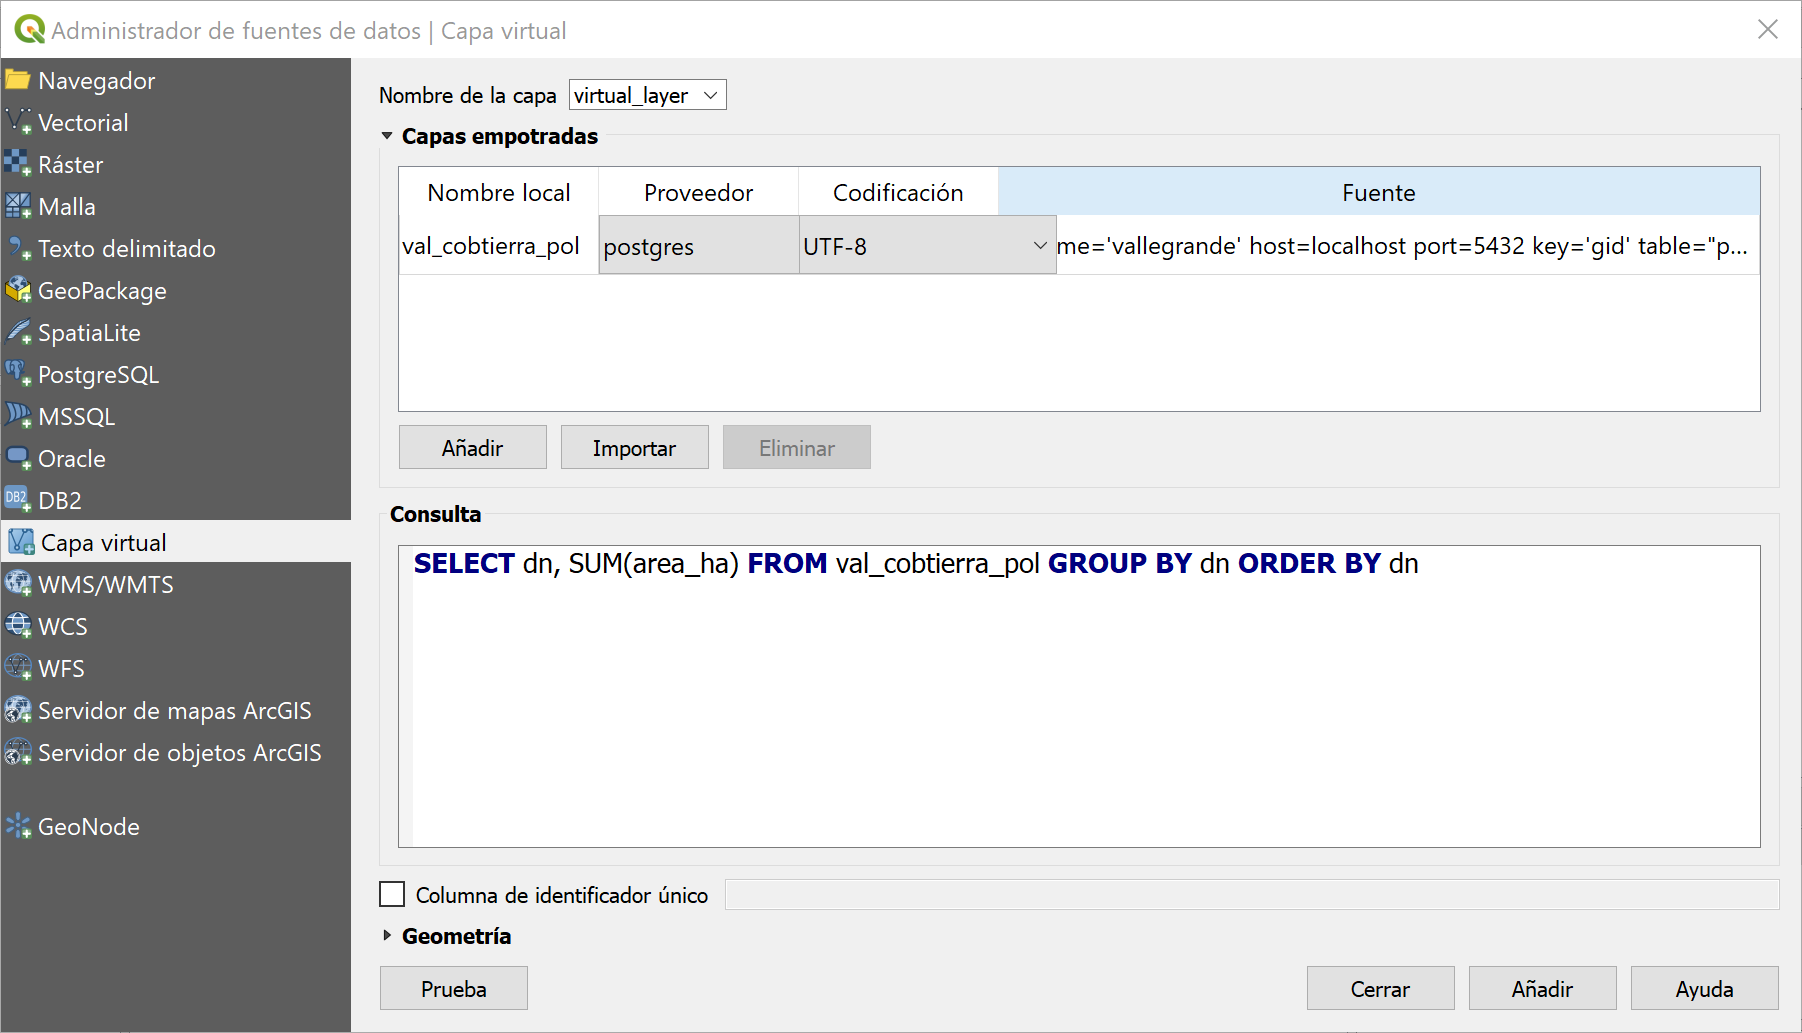 Administrador de fuentes de datos | Capa virtual
Navegador
Vectorial
Ráster
Malla
Texto delimitado
GeoPackage
SpatiaLite
PostgreSQL
MSSQL
Oracle
DB2
DB2
Capa virtual
WMS/WMTS
WCS
WFS
Servidor de mapas ArcGIS
Servidor de objetos ArcGIS
GeoNode
Nombre de la capa virtual_layer
Capas empotradas
Nombre local Proveedor Codificación Fuente
val_cobtierra_pol postgres UTF-8 me='vallegrande' host=localhost port=5432 key='gid' table="p...
Añadir Importar Eliminar
Consulta
SELECT dn, SUM(area_ha) FROM val_cobtierra_pol GROUP BY dn ORDER BY dn
Columna de identificador único
Geometría
Prueba Cerrar Añadir Ayuda